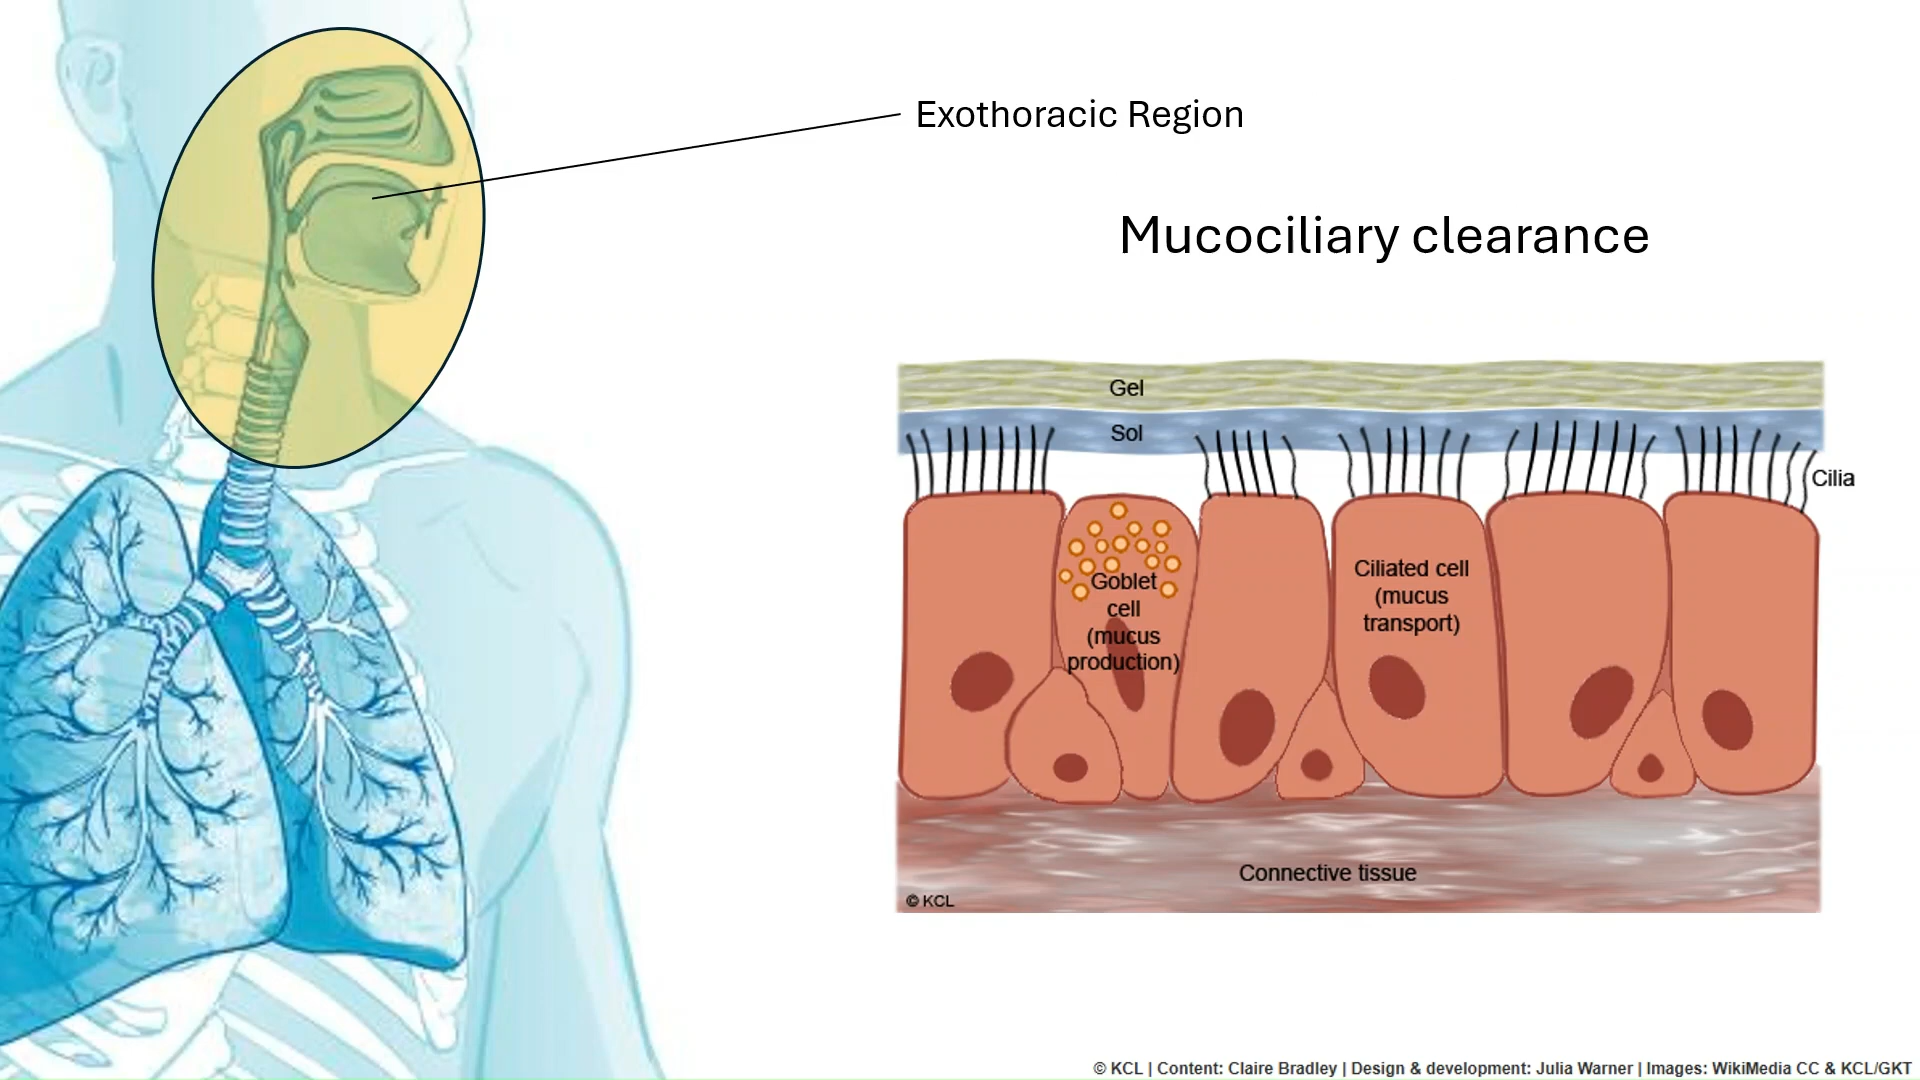 Exothoracic Region
Mucociliary clearance
Gel
Sol
Cilia
Goblet
cell
(mucus
production)
Ciliated cell
(mucus
transport)
Connective tissue
© KCL
© KCL | Content: Claire Bradley | Design & development: Julia Warner | Images: WikiMedia CC & KCL/GKT